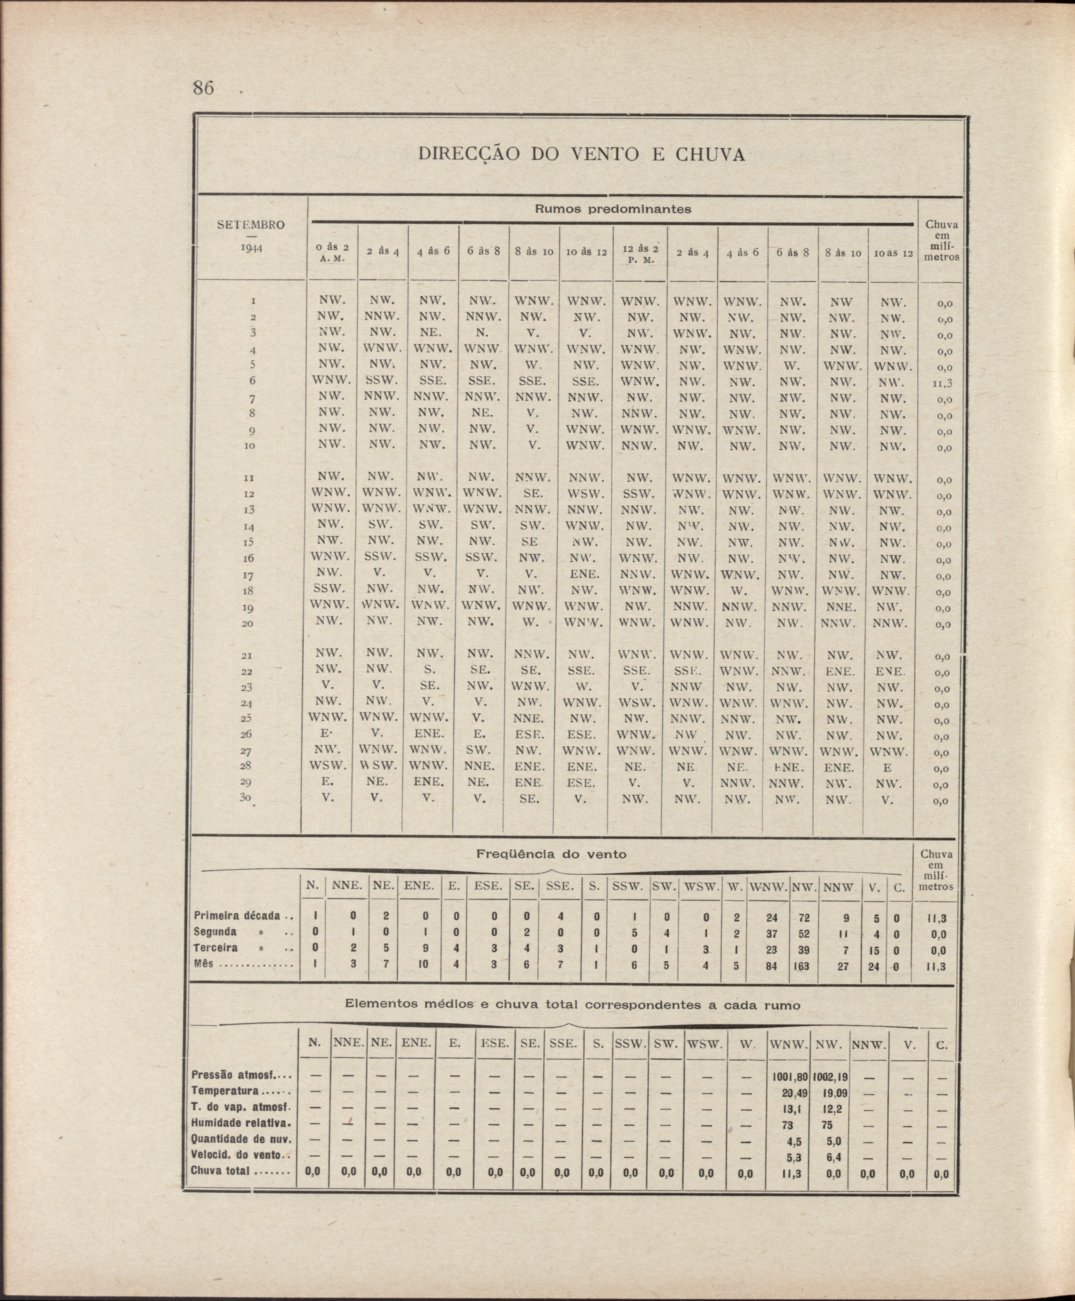 86
DIRECÇÃO DO VENTO E CHUVA
SETEMBRO — 1944
Rumos predominantes
Chuva em milí-metros
0 às 2 A. M. 2 às 4 4 às 6 6 às 8 8 às 10 10 às 12 12 às 2 P. M. 2 às 4 4 às 6 6 às 8 8 às 10 10 às 12
1 NW. NW. NW. NW. WNW. WNW. WNW. WNW. WNW. NW. NW NW. 0,0
2 NW. NNW. NW. NNW. NW. NW. NW. NW. NW. NW. NW. NW. 0,0
3 NW. NW. NE. N. V. V. NW. WNW. NW. NW. NW. NW. 0,0
4 NW. WNW. WNW. WNW. WNW. WNW. WNW. NW. WNW. NW. NW. NW. 0,0
5 NW. NW. NW. NW. W. NW. WNW. NW. WNW. W. WNW. WNW. 0,0
6 WNW. SSW. SSE. SSE. SSE. SSE. WNW. NW. NW. NW. NW. NW. 11,3
7 NW. NNW. NNW. NNW. NNW. NNW. NW. NW. NW. NW. NW. NW. 0,0
8 NW. NW. NW. NE. V. NW. NNW. NW. NW. NW. NW. NW. 0,0
9 NW. NW. NW. NW. V. WNW. WNW. WNW. WNW. NW. NW. NW. 0,0
10 NW. NW. NW. NW. V. WNW. NNW. NW. NW. NW. NW. NW. 0,0
11 NW. NW. NW. NW. NNW. NNW. NW. WNW. WNW. WNW. WNW. WNW. 0,0
12 WNW. WNW. WNW. WNW. SE. WSW. SSW. WNW. WNW. WNW. WNW. WNW. 0,0
13 WNW. WNW. WNW. WNW. NNW. NNW. NNW. NW. NW. NW. NW. NW. 0,0
14 NW. SW. SW. SW. SW. WNW. NW. NW. NW. NW. NW. NW. 0,0
15 NW. NW. NW. NW. SE NW. NW. NW. NW. NW. NW. NW. 0,0
16 WNW. SSW. SSW. SSW. NW. NW. WNW. NW. NW. NW. NW. NW. 0,0
17 NW. V. V. V. V. ENE. NNW. WNW. WNW. NW. NW. NW. 0,0
18 SSW. NW. NW. NW. NW. NW. WNW. WNW. W. WNW. WNW. WNW. 0,0
19 WNW. WNW. WNW. WNW. WNW. WNW. NW. NNW. NNW. NNW. NNE. NW. 0,0
20 NW. NW. NW. NW. W. WNW. WNW. WNW. NW. NW. NNW. NNW. 0,0
21 NW. NW. NW. NW. NNW. NW. WNW. WNW. WNW. NW. NW. NW. 0,0
22 NW. NW. S. SE. SE. SSE. SSE. SSE. WNW. NNW. ENE. ENE. 0,0
23 V. V. SE. NW. WNW. W. V. NNW NW. NW. NW. NW. 0,0
24 NW. NW. V. V. NW. WNW. WSW. WNW. WNW. WNW. NW. NW. 0,0
25 WNW. WNW. WNW. V. NNE. NW. NW. NNW. NNW. NW. NW. NW. 0,0
26 E. V. ENE. E. ESE. ESE. WNW. NW NW. NW. NW. NW. 0,0
27 NW. WNW. WNW. SW. NW. WNW. WNW. WNW. WNW. WNW. WNW. WNW. 0,0
28 WSW. WSW. WNW. NNE. ENE. ENE. NE. NE. NE. ENE. ENE. E 0,0
29 E. NE. ENE. NE. ENE. ESE. V. V. NNW. NNW. NW. NW. 0,0
30 V. V. V. V. SE. V. NW. NW. NW. NW. NW. V. 0,0
Freqüência do vento
Chuva em milí-metros
N. NNE. NE. ENE. E. ESE. SE. SSE. S. SSW. SW. WSW. W. WNW. NW. NNW V. C.
Primeira década .. 1 0 2 0 0 0 0 4 0 1 0 0 2 24 72 9 5 0 11,3
Segunda » .. 0 1 0 1 0 0 2 0 0 5 4 1 2 37 52 11 4 0 0,0
Terceira » .. 0 2 5 9 4 3 4 3 1 0 1 3 1 23 39 7 15 0 0,0
Mês .............. 1 3 7 10 4 3 6 7 1 6 5 4 5 84 163 27 24 0 11,3
Elementos médios e chuva total correspondentes a cada rumo
N. NNE. NE. ENE. E. ESE. SE. SSE. S. SSW. SW. WSW. W. WNW. NW. NNW. V. C.
Pressão atmosf.... — — — — — — — — — — — — — 1001,80 1002,19 — — —
Temperatura ...... — — — — — — — — — — — — — 20,49 19,09 — — —
T. do vap. atmosf. — — — — — — — — — — — — — 13,1 12,2 — — —
Humidade relativa. — — — — — — — — — — — — — 73 75 — — —
Quantidade de nuv. — — — — — — — — — — — — — 4,5 5,0 — — —
Velocid. do vento.. — — — — — — — — — — — — — 5,3 6,4 — — —
Chuva total ....... 0,0 0,0 0,0 0,0 0,0 0,0 0,0 0,0 0,0 0,0 0,0 0,0 0,0 11,3 0,0 0,0 0,0 0,0